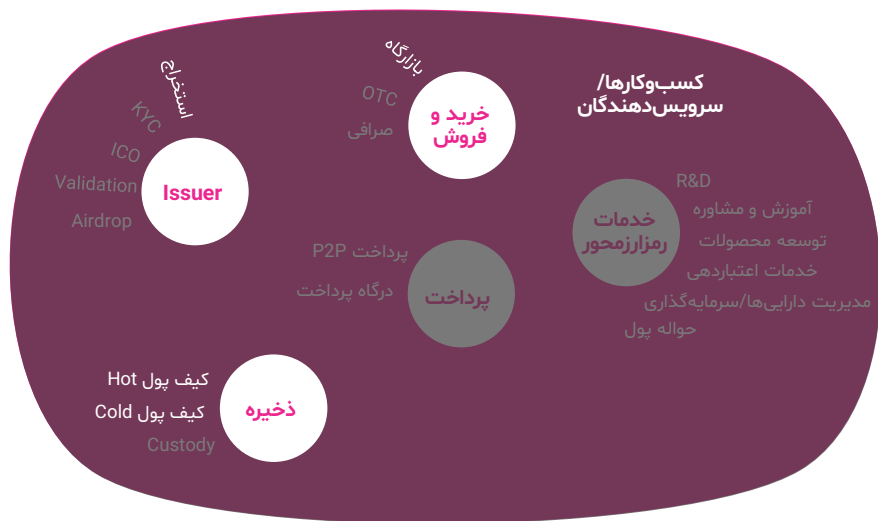 کسب‌وکارها/
سرویس‌دهندگان
خدمات
رمزارزمحور
R&D
آموزش و مشاوره
توسعه محصولات
خدمات اعتباردهی
مدیریت دارایی‌ها/سرمایه‌گذاری
حواله پول
خرید و
فروش
بازارگاه
OTC
صرافی
پرداخت
پرداخت P2P
درگاه پرداخت
Issuer
استخراج
KYC
ICO
Validation
Airdrop
ذخیره
کیف پول Hot
کیف پول Cold
Custody